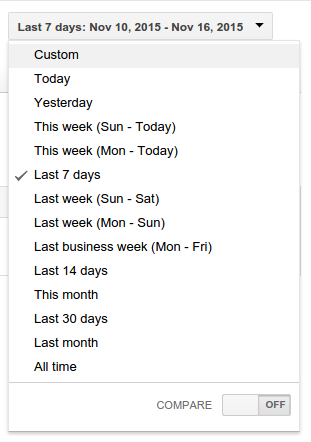 Last 7 days: Nov 10, 2015 - Nov 16, 2015
Custom
Today
Yesterday
This week (Sun - Today)
This week (Mon - Today)
Last 7 days
Last week (Sun - Sat)
Last week (Mon - Sun)
Last business week (Mon - Fri)
Last 14 days
This month
Last 30 days
Last month
All time
COMPARE OFF